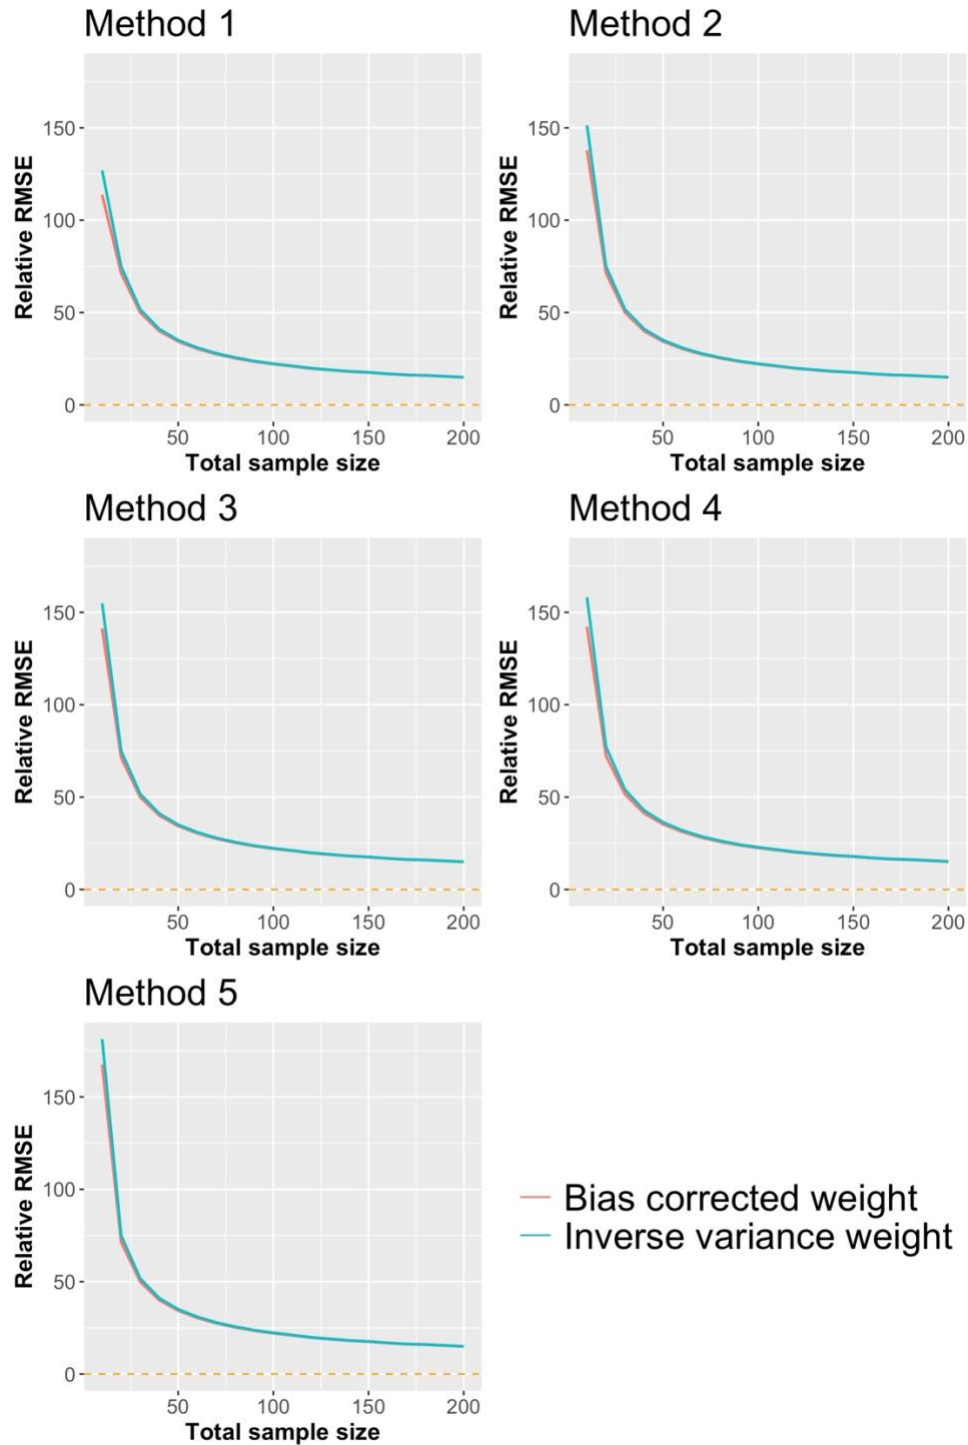 Method 1
Relative RMSE
150
100
50
0
50 100 150 200
Total sample size
Method 2
Relative RMSE
150
100
50
0
50 100 150 200
Total sample size
Method 3
Relative RMSE
150
100
50
0
50 100 150 200
Total sample size
Method 4
Relative RMSE
150
100
50
0
50 100 150 200
Total sample size
Method 5
Relative RMSE
150
100
50
0
50 100 150 200
Total sample size
Bias corrected weight
Inverse variance weight